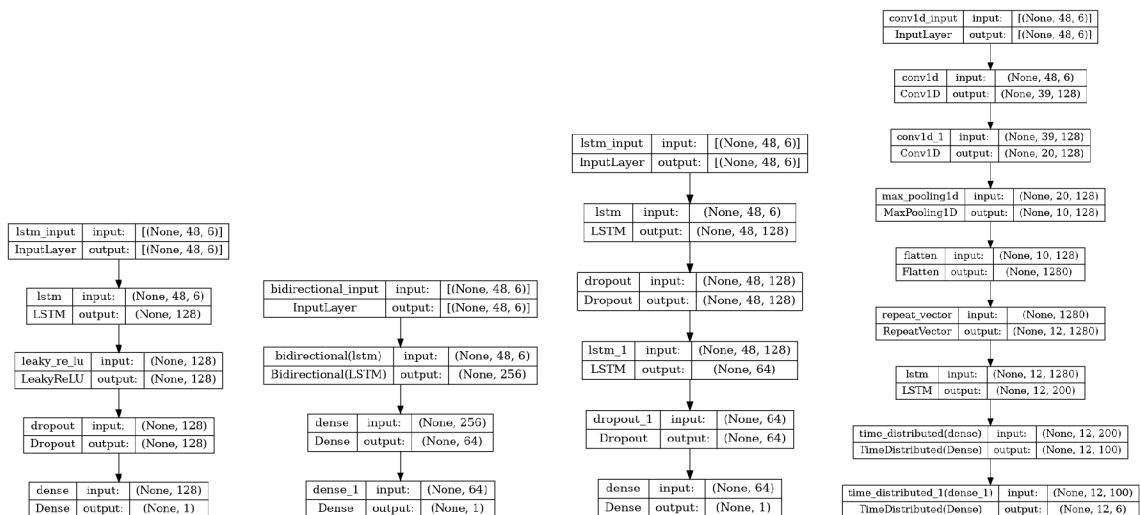 lstm_input input: [(None, 48, 6)]
InputLayer output: [(None, 48, 6)]
lstm input: (None, 48, 6)
LSTM output: (None, 128)
leaky_re_lu input: (None, 128)
LeakyReLU output: (None, 128)
dropout input: (None, 128)
Dropout output: (None, 128)
dense input: (None, 128)
Dense output: (None, 1)
bidirectional_input input: [(None, 48, 6)]
InputLayer output: [(None, 48, 6)]
bidirectional(lstm) input: (None, 48, 6)
Bidirectional(LSTM) output: (None, 256)
dense input: (None, 256)
Dense output: (None, 64)
dense_1 input: (None, 64)
Dense output: (None, 1)
lstm_input input: [(None, 48, 6)]
InputLayer output: [(None, 48, 6)]
lstm input: (None, 48, 6)
LSTM output: (None, 48, 128)
dropout input: (None, 48, 128)
Dropout output: (None, 48, 128)
lstm_1 input: (None, 48, 128)
LSTM output: (None, 64)
dropout_1 input: (None, 64)
Dropout output: (None, 64)
dense input: (None, 64)
Dense output: (None, 1)
conv1d_input input: [(None, 48, 6)]
InputLayer output: [(None, 48, 6)]
conv1d input: (None, 48, 6)
Conv1D output: (None, 39, 128)
conv1d_1 input: (None, 39, 128)
Conv1D output: (None, 20, 128)
max_pooling1d input: (None, 20, 128)
MaxPooling1D output: (None, 10, 128)
flatten input: (None, 10, 128)
Flatten output: (None, 1280)
repeat_vector input: (None, 1280)
RepeatVector output: (None, 12, 1280)
lstm input: (None, 12, 1280)
LSTM output: (None, 12, 200)
time_distributed(dense) input: (None, 12, 200)
TimeDistributed(Dense) output: (None, 12, 100)
time_distributed_1(dense_1) input: (None, 12, 100)
TimeDistributed(Dense) output: (None, 12, 6)